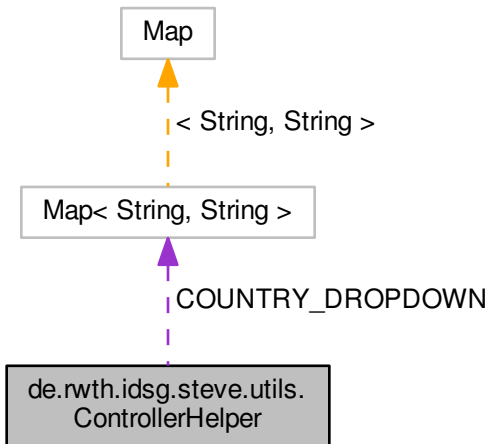 Map
< String, String >
Map< String, String >
COUNTRY_DROPDOWN
de.rwth.idsg.steve.utils.
ControllerHelper